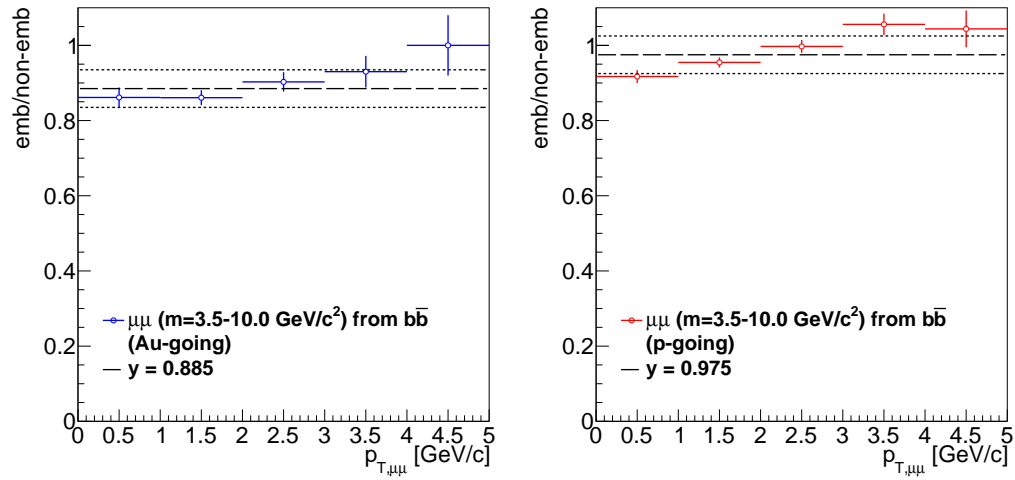 emb/non-emb
1
0.8
0.6
0.4
0.2
0
μμ (m=3.5-10.0 GeV/c²) from bb̅
(Au-going)
y = 0.885
0 0.5 1 1.5 2 2.5 3 3.5 4 4.5 5
p_T,μμ [GeV/c]
emb/non-emb
1
0.8
0.6
0.4
0.2
0
μμ (m=3.5-10.0 GeV/c²) from bb̅
(p-going)
y = 0.975
0 0.5 1 1.5 2 2.5 3 3.5 4 4.5 5
p_T,μμ [GeV/c]